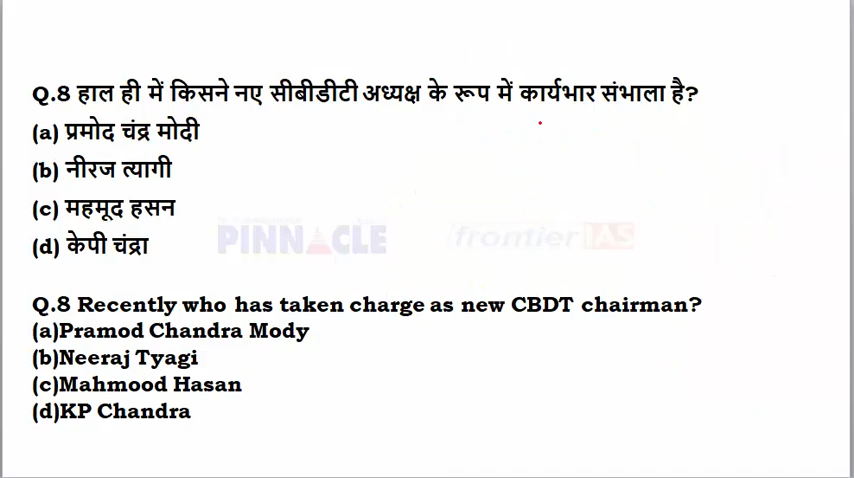 Q.8 हाल ही में किसने नए सीबीडीटी अध्यक्ष के रूप में कार्यभार संभाला है?
(a) प्रमोद चंद्र मोदी
(b) नीरज त्यागी
(c) महमूद हसन
(d) केपी चंद्रा
PINNACLE frontier IAS
Q.8 Recently who has taken charge as new CBDT chairman?
(a)Pramod Chandra Mody
(b)Neeraj Tyagi
(c)Mahmood Hasan
(d)KP Chandra